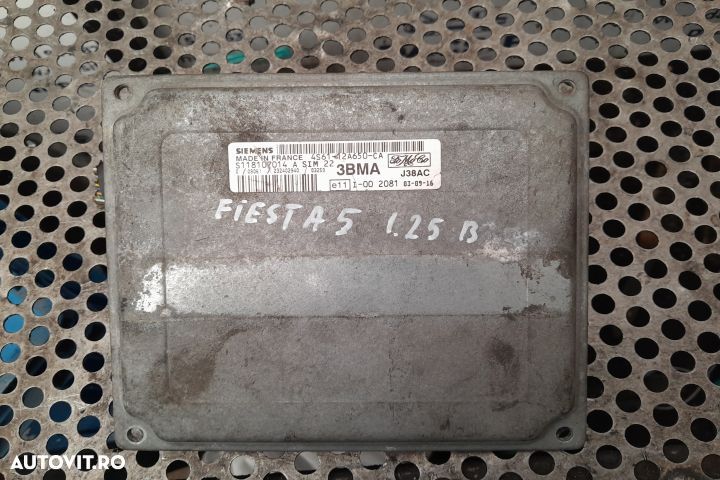 SIEMENS
MADE IN FRANCE 4S61-12A650-CA
S118107014 A SIM 22 3BMA J38AC
e11 I-00 2081 03-09-16
FiESTA 5 1.25 B
AUTOVIT.RO